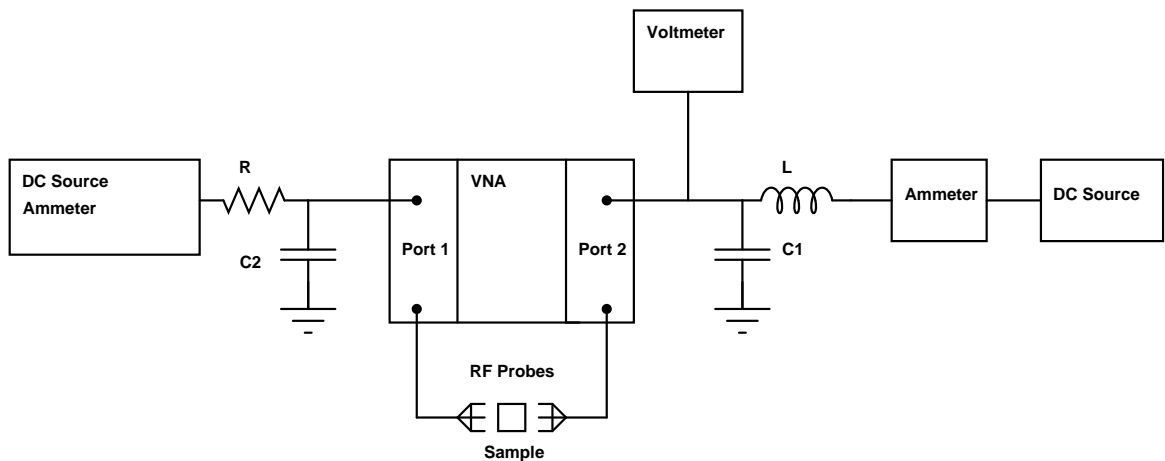 Voltmeter
DC Source
Ammeter
R
C2
VNA
Port 1
Port 2
L
C1
Ammeter
DC Source
RF Probes
Sample